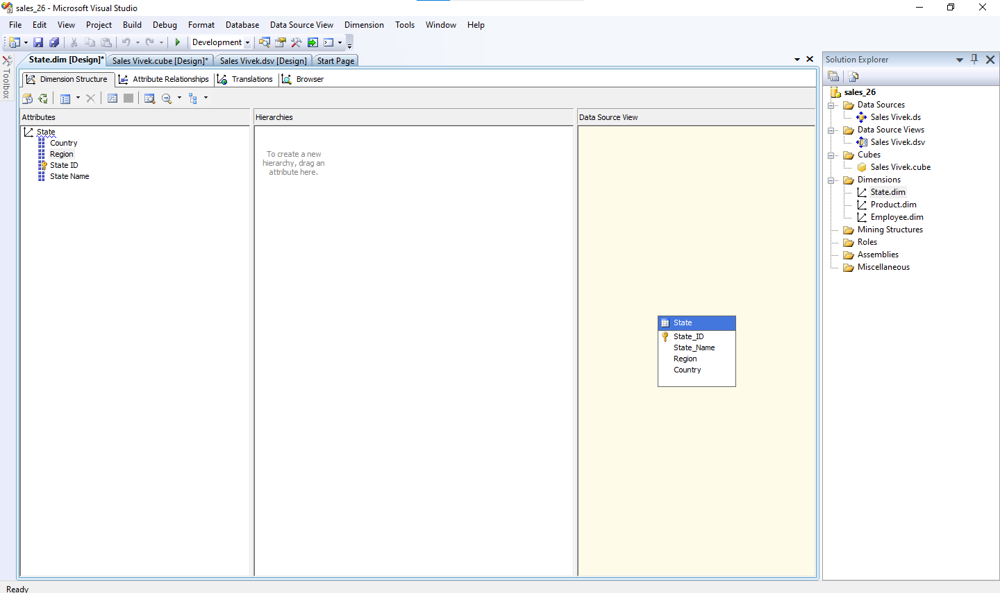 sales_26 - Microsoft Visual Studio
File Edit View Project Build Debug Format Database Data Source View Dimension Tools Window Help
Development
Toolbox
State.dim [Design]* Sales Vivek.cube [Design]* Sales Vivek.dsv [Design] Start Page
Dimension Structure Attribute Relationships Translations Browser
Attributes
State
Country
Region
State ID
State Name
Hierarchies
To create a new
hierarchy, drag an
attribute here.
Data Source View
State
State_ID
State_Name
Region
Country
Solution Explorer
sales_26
Data Sources
Sales Vivek.ds
Data Source Views
Sales Vivek.dsv
Cubes
Sales Vivek.cube
Dimensions
State.dim
Product.dim
Employee.dim
Mining Structures
Roles
Assemblies
Miscellaneous
Ready